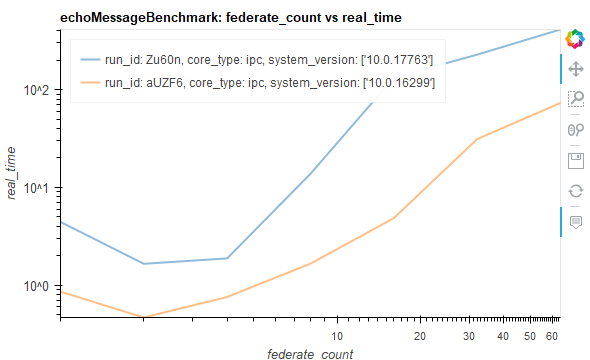 echoMessageBenchmark: federate_count vs real_time
run_id: Zu60n, core_type: ipc, system_version: ['10.0.17763']
run_id: aUZF6, core_type: ipc, system_version: ['10.0.16299']
10^2
10^1
10^0
real_time
10 20 30 40 50 60
federate_count